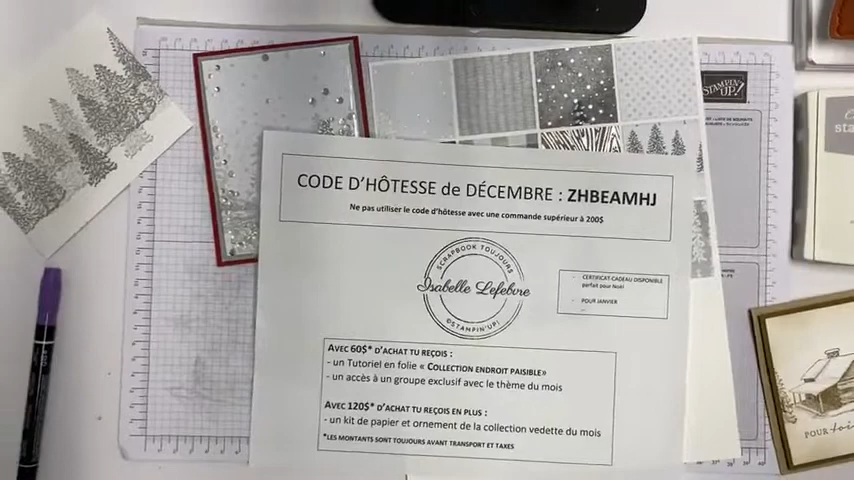 CODE D'HÔTESSE de DÉCEMBRE : ZHBEAMHJ
Ne pas utiliser le code d'hôtesse avec une commande supérieur à 200$
SCRAPBOOK TOUJOURS
Isabelle Lefebvre
©STAMPIN'UP!
- CERTIFICAT-CADEAU DISPONIBLE
parfait pour Noël
- POUR JANVIER
AVEC 60$* D'ACHAT TU REÇOIS :
- un Tutoriel en folie « COLLECTION ENDROIT PAISIBLE»
- un accès à un groupe exclusif avec le thème du mois
AVEC 120$* D'ACHAT TU REÇOIS EN PLUS :
- un kit de papier et ornement de la collection vedette du mois
*LES MONTANTS SONT TOUJOURS AVANT TRANSPORT ET TAXES
STAMPIN' UP!
POUR